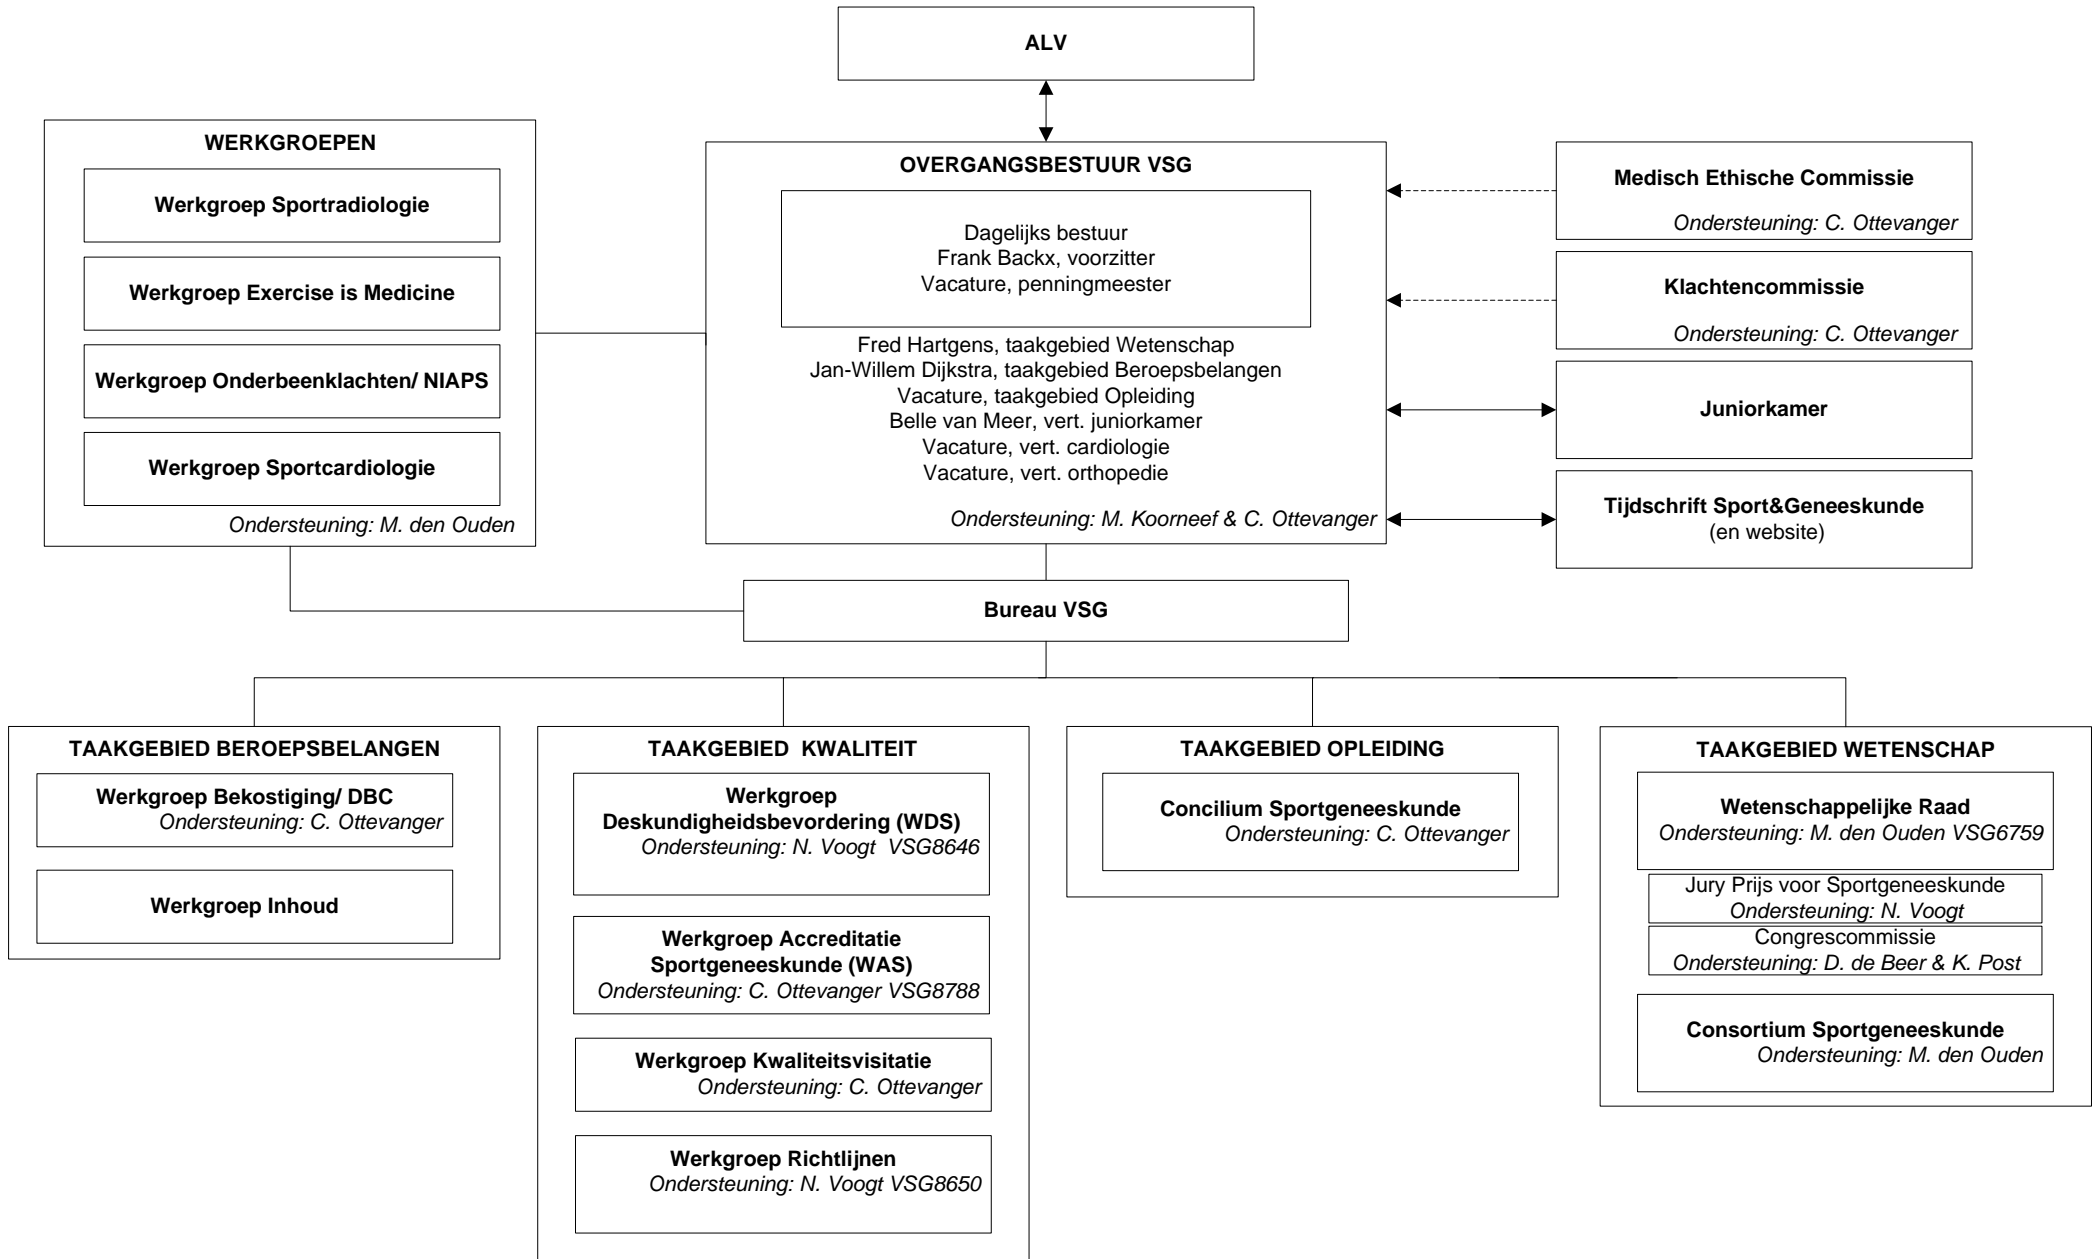 ALV
WERKGROEPEN
Werkgroep Sportradiologie
Werkgroep Exercise is Medicine
Werkgroep Onderbeenklachten/ NIAPS
Werkgroep Sportcardiologie
Ondersteuning: M. den Ouden
OVERGANGSBESTUUR VSG
Dagelijks bestuur
Frank Backx, voorzitter
Vacature, penningmeester
Fred Hartgens, taakgebied Wetenschap
Jan-Willem Dijkstra, taakgebied Beroepsbelangen
Vacature, taakgebied Opleiding
Belle van Meer, vert. juniorkamer
Vacature, vert. cardiologie
Vacature, vert. orthopedie
Ondersteuning: M. Koorneef & C. Ottevanger
Medisch Ethische Commissie
Ondersteuning: C. Ottevanger
Klachtencommissie
Ondersteuning: C. Ottevanger
Juniorkamer
Tijdschrift Sport&Geneeskunde
(en website)
Bureau VSG
TAAKGEBIED BEROEPSBELANGEN
Werkgroep Bekostiging/ DBC
Ondersteuning: C. Ottevanger
Werkgroep Inhoud
TAAKGEBIED  KWALITEIT
Werkgroep
Deskundigheidsbevordering (WDS)
Ondersteuning: N. Voogt  VSG8646
Werkgroep Accreditatie
Sportgeneeskunde (WAS)
Ondersteuning: C. Ottevanger VSG8788
Werkgroep Kwaliteitsvisitatie
Ondersteuning: C. Ottevanger
Werkgroep Richtlijnen
Ondersteuning: N. Voogt VSG8650
TAAKGEBIED OPLEIDING
Concilium Sportgeneeskunde
Ondersteuning: C. Ottevanger
TAAKGEBIED WETENSCHAP
Wetenschappelijke Raad
Ondersteuning: M. den Ouden VSG6759
Jury Prijs voor Sportgeneeskunde
Ondersteuning: N. Voogt
Congrescommissie
Ondersteuning: D. de Beer & K. Post
Consortium Sportgeneeskunde
Ondersteuning: M. den Ouden